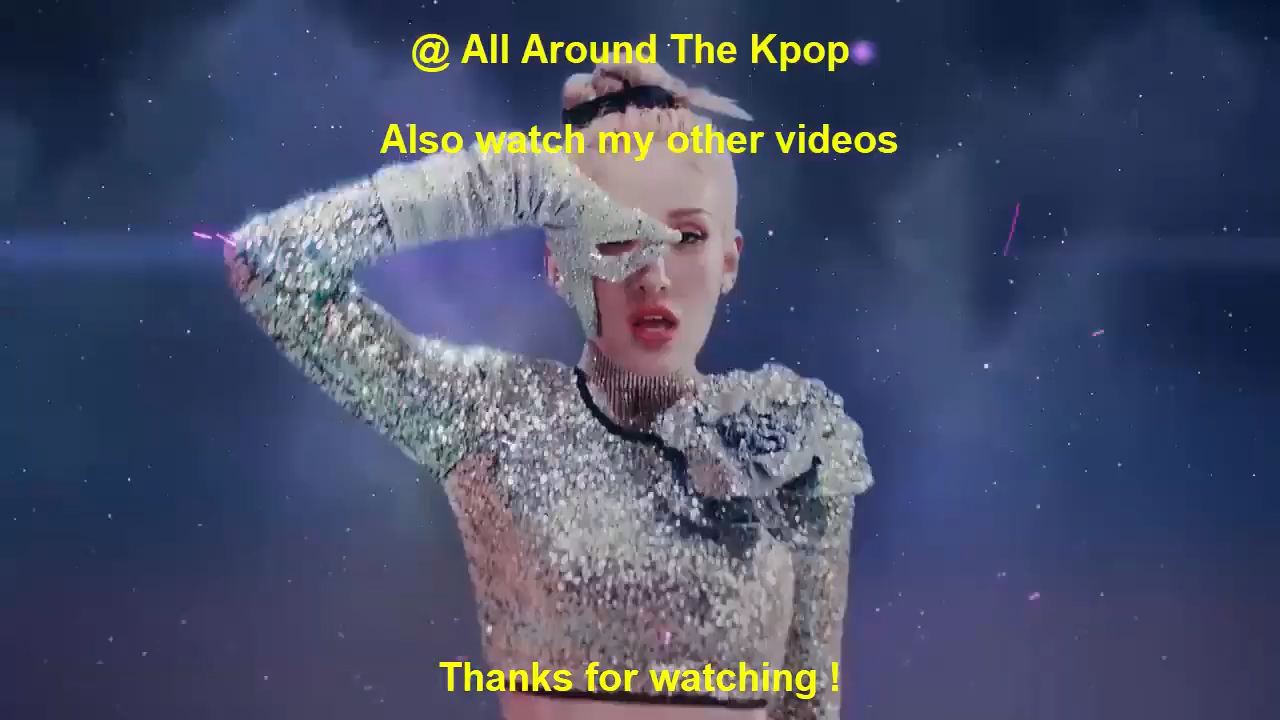 @ All Around The Kpop
Also watch my other videos
Thanks for watching !